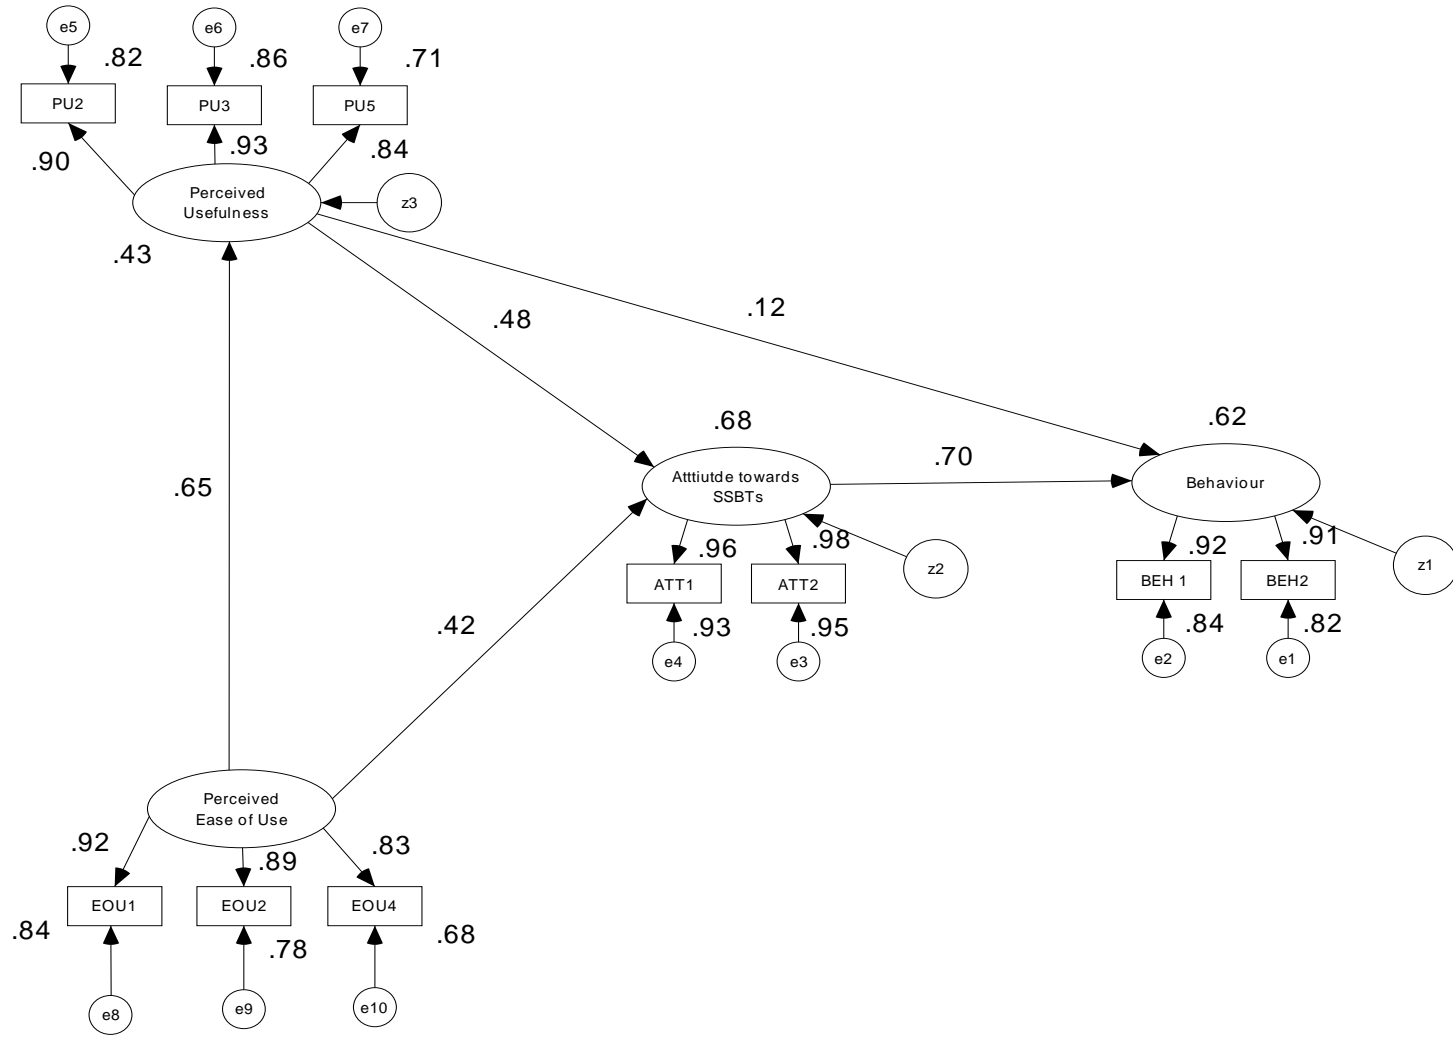 e5
e6
e7
.82
.86
.71
PU2
PU3
PU5
.90
.93
.84
Perceived
Usefulness
z3
.43
.48
.12
.68
.62
.65
.70
Atttiutde towards
SSBTs
Behaviour
.96
.98
.92
.91
z2
z1
ATT1
ATT2
BEH 1
BEH2
.42
.93
.95
.84
.82
e4
e3
e2
e1
Perceived
Ease of Use
.92
.89
.83
EOU1
EOU2
EOU4
.84
.78
.68
e8
e9
e10